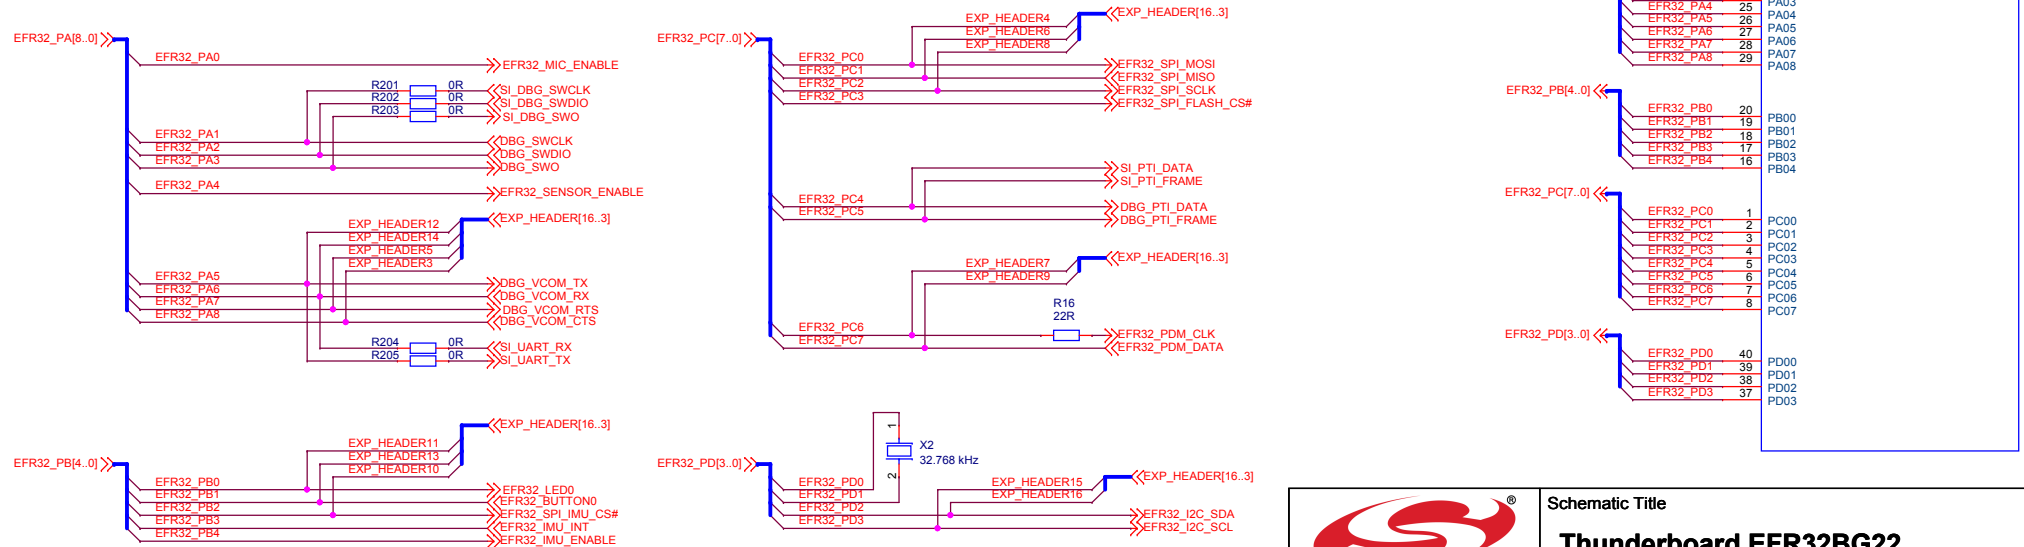 EFR32_PA[8..0]
EFR32_PA0
EFR32_MIC_ENABLE
R201 0R SI_DBG_SWCLK
R202 0R SI_DBG_SWDIO
R203 0R SI_DBG_SWO
EFR32_PA1 DBG_SWCLK
EFR32_PA2 DBG_SWDIO
EFR32_PA3 DBG_SWO
EFR32_PA4 EFR32_SENSOR_ENABLE
EXP_HEADER[16..3]
EXP_HEADER12
EXP_HEADER14
EXP_HEADER5
EXP_HEADER3
EFR32_PA5 DBG_VCOM_TX
EFR32_PA6 DBG_VCOM_RX
EFR32_PA7 DBG_VCOM_RTS
EFR32_PA8 DBG_VCOM_CTS
R204 0R SI_UART_RX
R205 0R SI_UART_TX
EXP_HEADER[16..3]
EXP_HEADER11
EXP_HEADER13
EXP_HEADER10
EFR32_PB[4..0]
EFR32_PB0 EFR32_LED0
EFR32_PB1 EFR32_BUTTON0
EFR32_PB2 EFR32_SPI_IMU_CS#
EFR32_PB3 EFR32_IMU_INT
EFR32_PB4 EFR32_IMU_ENABLE
EXP_HEADER[16..3]
EXP_HEADER4
EXP_HEADER6
EXP_HEADER8
EFR32_PC[7..0]
EFR32_PC0 EFR32_SPI_MOSI
EFR32_PC1 EFR32_SPI_MISO
EFR32_PC2 EFR32_SPI_SCLK
EFR32_PC3 EFR32_SPI_FLASH_CS#
SI_PTI_DATA
SI_PTI_FRAME
EFR32_PC4 DBG_PTI_DATA
EFR32_PC5 DBG_PTI_FRAME
EXP_HEADER[16..3]
EXP_HEADER7
EXP_HEADER9
R16
22R
EFR32_PC6 EFR32_PDM_CLK
EFR32_PC7 EFR32_PDM_DATA
1
X2
32.768 kHz
2
EFR32_PD[3..0]
EXP_HEADER[16..3]
EFR32_PD0 EXP_HEADER15
EFR32_PD1 EXP_HEADER16
EFR32_PD2 EFR32_I2C_SDA
EFR32_PD3 EFR32_I2C_SCL
PA03
EFR32_PA4 25 PA04
EFR32_PA5 26 PA05
EFR32_PA6 27 PA06
EFR32_PA7 28 PA07
EFR32_PA8 29 PA08
EFR32_PB[4..0]
EFR32_PB0 20 PB00
EFR32_PB1 19 PB01
EFR32_PB2 18 PB02
EFR32_PB3 17 PB03
EFR32_PB4 16 PB04
EFR32_PC[7..0]
EFR32_PC0 1 PC00
EFR32_PC1 2 PC01
EFR32_PC2 3 PC02
EFR32_PC3 4 PC03
EFR32_PC4 5 PC04
EFR32_PC5 6 PC05
EFR32_PC6 7 PC06
EFR32_PC7 8 PC07
EFR32_PD[3..0]
EFR32_PD0 40 PD00
EFR32_PD1 39 PD01
EFR32_PD2 38 PD02
EFR32_PD3 37 PD03
®
Schematic Title
Thunderboard EFR32BG22